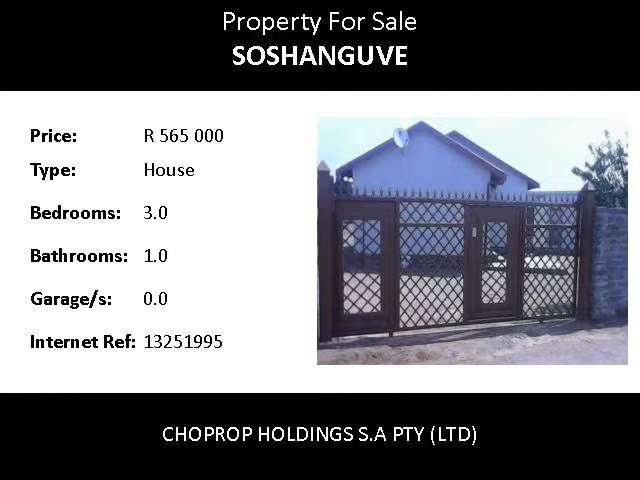 Property For Sale
SOSHANGUVE
Price: R 565 000
Type: House
Bedrooms: 3.0
Bathrooms: 1.0
Garage/s: 0.0
Internet Ref: 13251995
CHOPROP HOLDINGS S.A PTY (LTD)